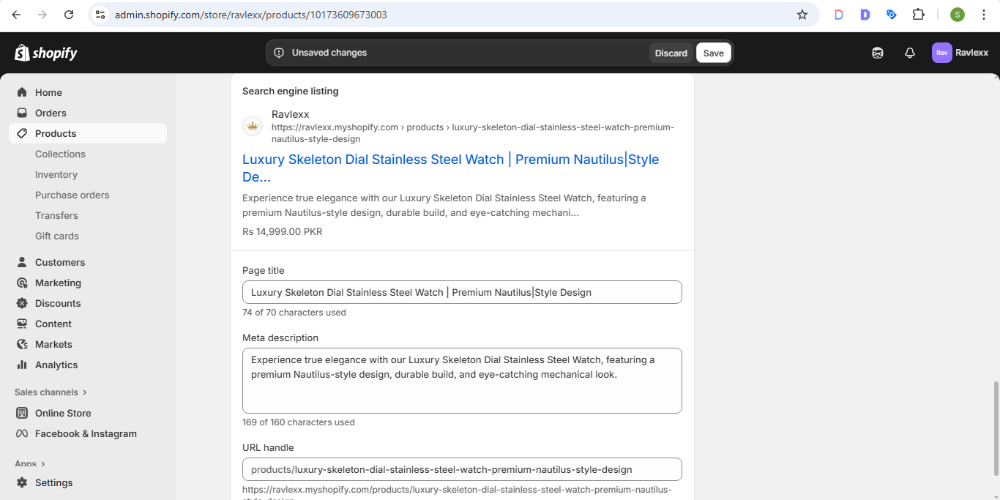 admin.shopify.com/store/ravlexx/products/10173609673003
S
shopify
Unsaved changes
Discard
Save
Rav
Ravlexx
Home
Orders
Products
Collections
Inventory
Purchase orders
Transfers
Gift cards
Customers
Marketing
Discounts
Content
Markets
Analytics
Sales channels
Online Store
Facebook & Instagram
Apps
Settings
Search engine listing
Ravlexx
https://ravlexx.myshopify.com › products › luxury-skeleton-dial-stainless-steel-watch-premium-
nautilus-style-design
Luxury Skeleton Dial Stainless Steel Watch | Premium Nautilus|Style
De...
Experience true elegance with our Luxury Skeleton Dial Stainless Steel Watch, featuring a
premium Nautilus-style design, durable build, and eye-catching mechani...
Rs 14,999.00 PKR
Page title
Luxury Skeleton Dial Stainless Steel Watch | Premium Nautilus|Style Design
74 of 70 characters used
Meta description
Experience true elegance with our Luxury Skeleton Dial Stainless Steel Watch, featuring a
premium Nautilus-style design, durable build, and eye-catching mechanical look.
169 of 160 characters used
URL handle
products/luxury-skeleton-dial-stainless-steel-watch-premium-nautilus-style-design
https://ravlexx.myshopify.com/products/luxury-skeleton-dial-stainless-steel-watch-premium-nautilus-
style-design